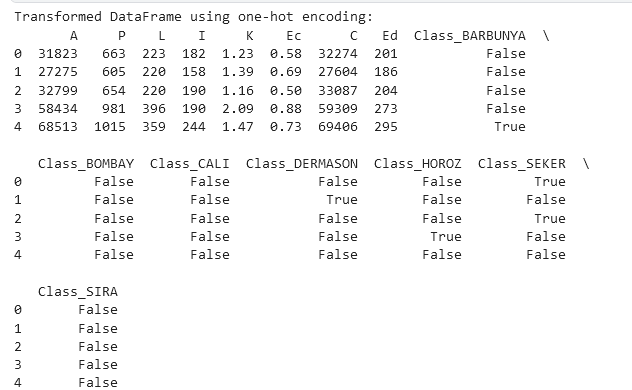 Transformed DataFrame using one-hot encoding:
A P L I K Ec C Ed Class_BARBUNYA \
0 31823 663 223 182 1.23 0.58 32274 201 False
1 27275 605 220 158 1.39 0.69 27604 186 False
2 32799 654 220 190 1.16 0.50 33087 204 False
3 58434 981 396 190 2.09 0.88 59309 273 False
4 68513 1015 359 244 1.47 0.73 69406 295 True
Class_BOMBAY Class_CALI Class_DERMASON Class_HOROZ Class_SEKER \
0 False False False False True
1 False False True False False
2 False False False False True
3 False False False True False
4 False False False False False
Class_SIRA
0 False
1 False
2 False
3 False
4 False